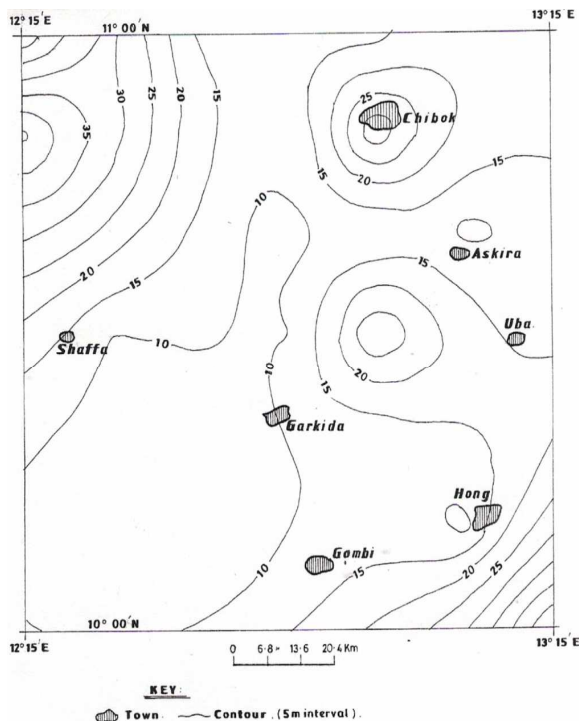 12° 15′ E
13° 15′ E
11° 00′ N
30
25
20
15
35
25
Chibok
20
15
15
10
Askira
20
15
15
Uba
Shaffa
10
20
10
15
Garkida
Hong
Gombi
10
15
20
25
10° 00′ N
12° 15′ E
13° 15′ E
0 6·8 13·6 20·4 Km
KEY:
Town. Contour. (5m interval).